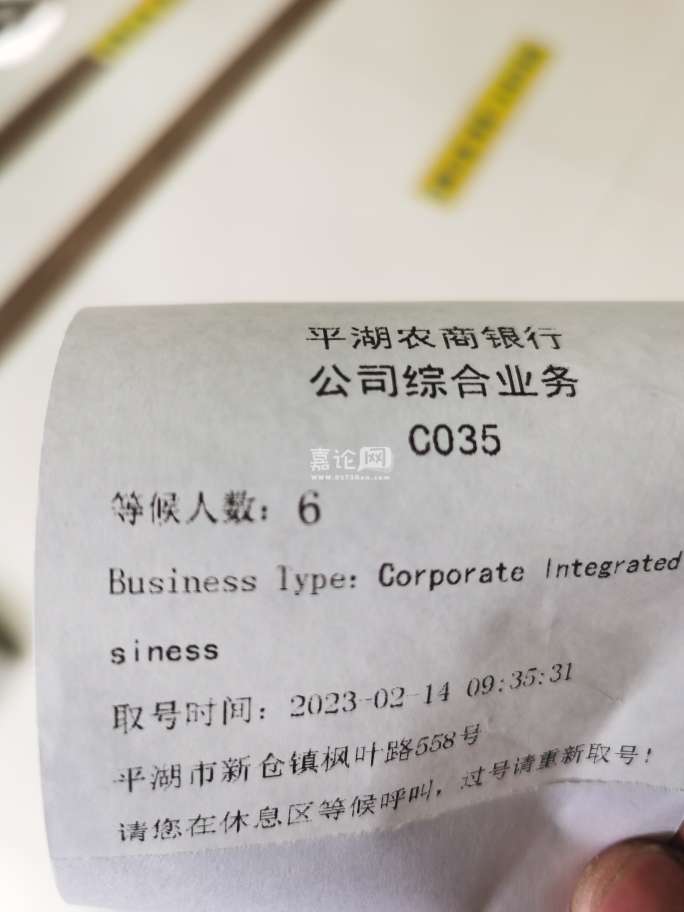 平湖农商银行
公司综合业务
C035
嘉论网
等候人数：6
Business Type：Corporate Integrated
siness
取号时间：2023-02-14 09:35:31
平湖市新仓镇枫叶路558号
请您在休息区等候呼叫，过号请重新取号！